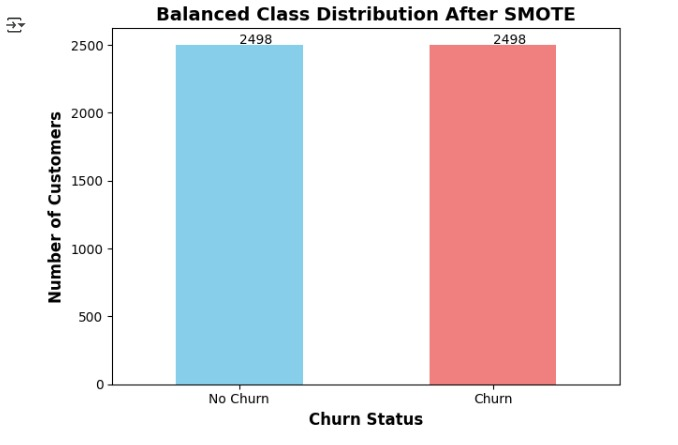 Balanced Class Distribution After SMOTE
2498 2498
2500
2000
1500
1000
500
0
Number of Customers
No Churn Churn
Churn Status